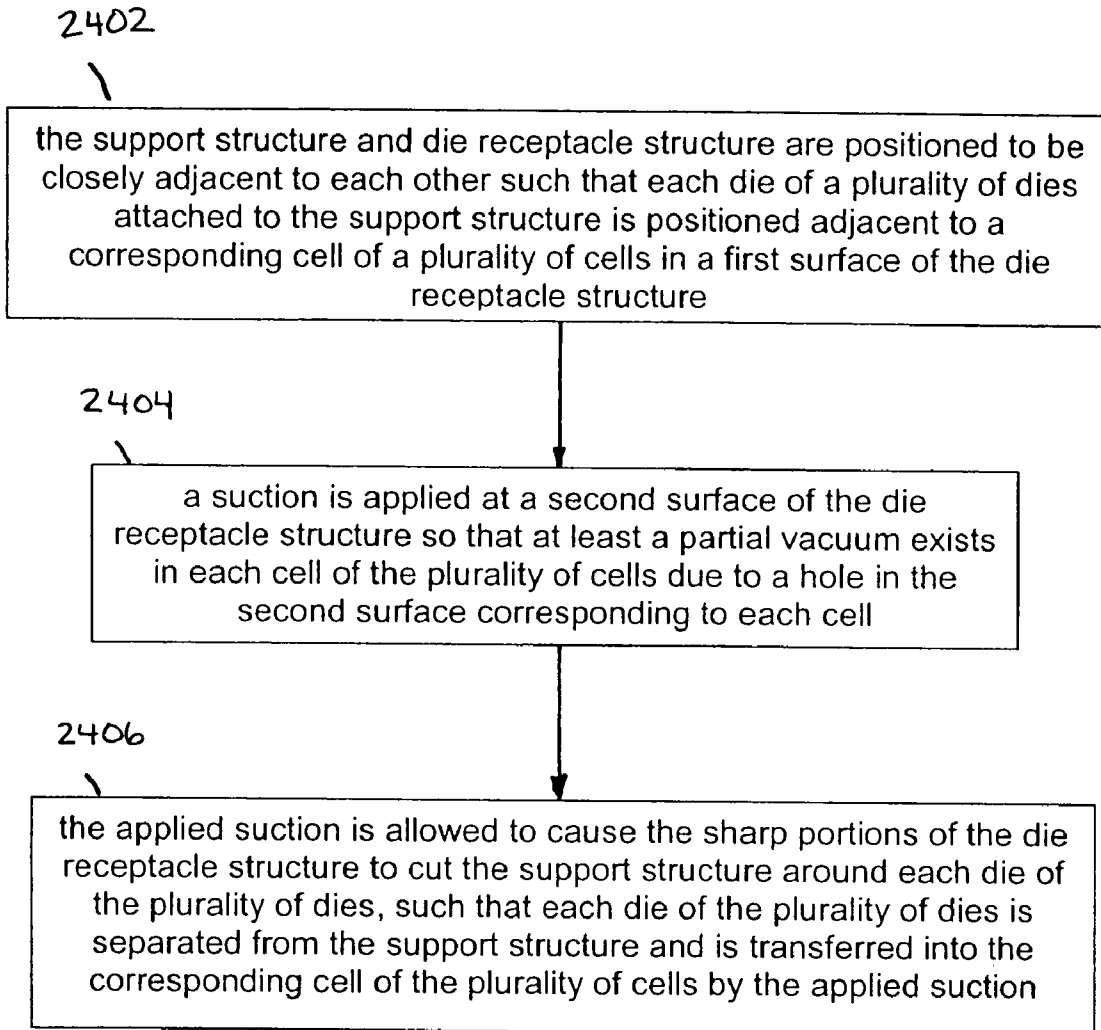 2402
the support structure and die receptacle structure are positioned to be
closely adjacent to each other such that each die of a plurality of dies
attached to the support structure is positioned adjacent to a
corresponding cell of a plurality of cells in a first surface of the die
receptacle structure
2404
a suction is applied at a second surface of the die
receptacle structure so that at least a partial vacuum exists
in each cell of the plurality of cells due to a hole in the
second surface corresponding to each cell
2406
the applied suction is allowed to cause the sharp portions of the die
receptacle structure to cut the support structure around each die of
the plurality of dies, such that each die of the plurality of dies is
separated from the support structure and is transferred into the
corresponding cell of the plurality of cells by the applied suction